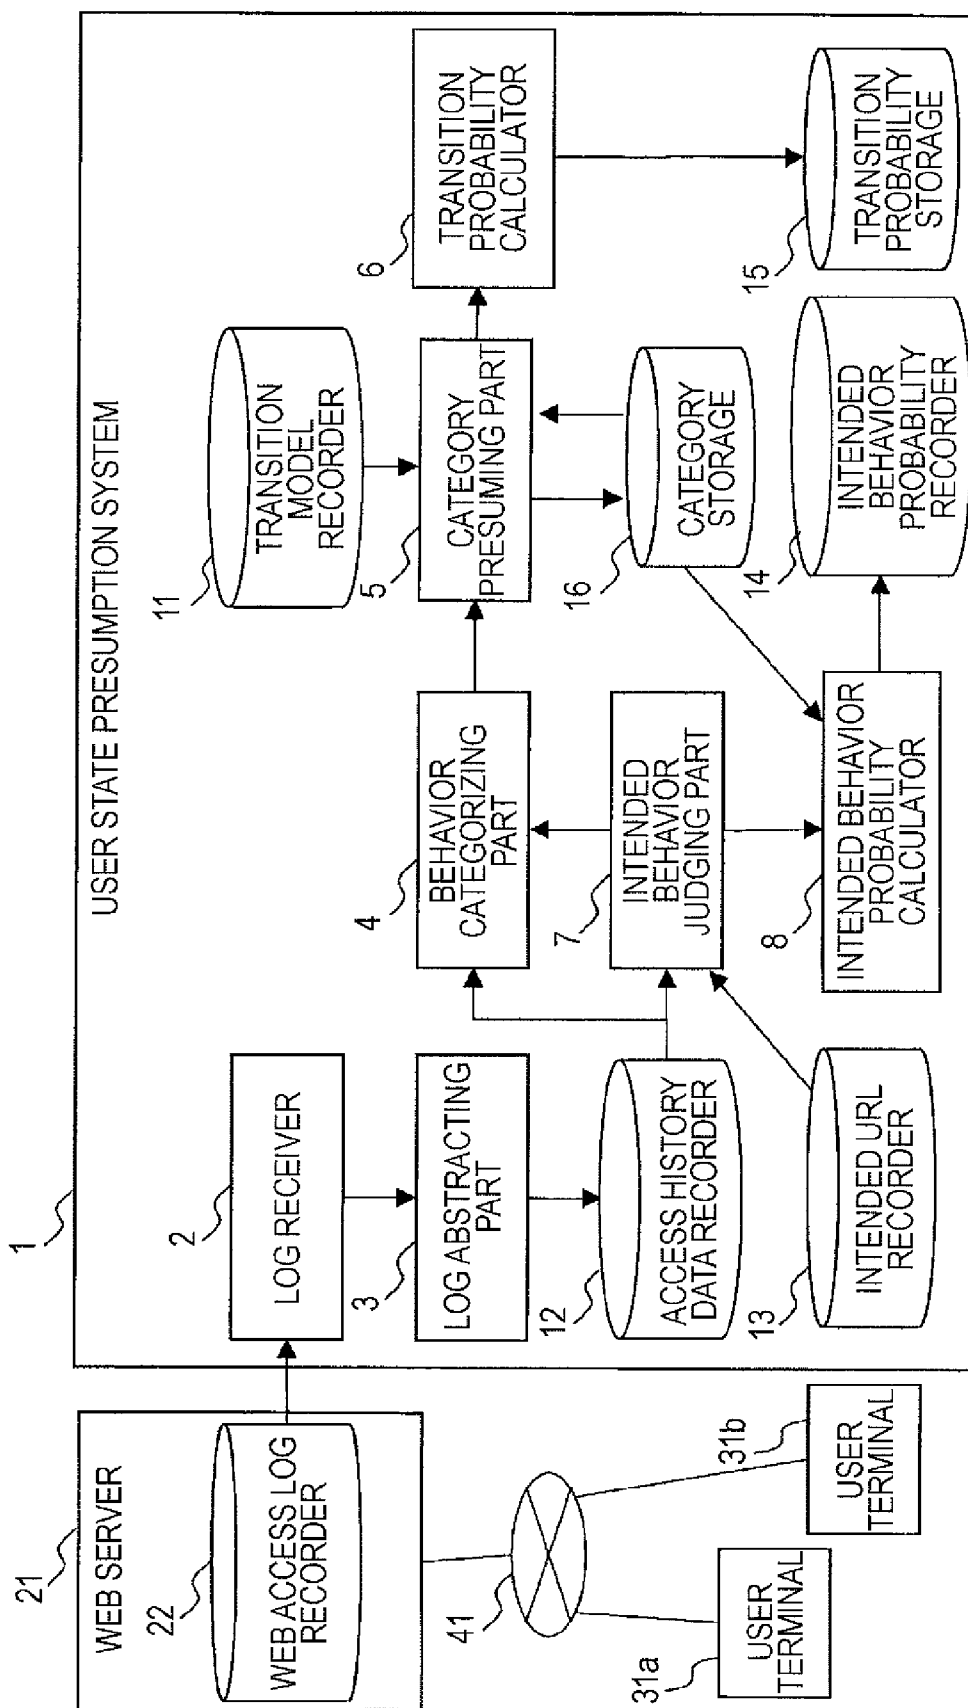 1
USER STATE PRESUMPTION SYSTEM
21
WEB SERVER
22
WEB ACCESS LOG
RECORDER
2
LOG RECEIVER
3
LOG ABSTRACTING
PART
12
ACCESS HISTORY
DATA RECORDER
13
INTENDED URL
RECORDER
4
BEHAVIOR
CATEGORIZING
PART
7
INTENDED
BEHAVIOR
JUDGING PART
8
INTENDED BEHAVIOR
PROBABILITY
CALCULATOR
11
TRANSITION
MODEL
RECORDER
5
CATEGORY
PRESUMING PART
16
CATEGORY
STORAGE
14
INTENDED
BEHAVIOR
PROBABILITY
RECORDER
6
TRANSITION
PROBABILITY
CALCULATOR
15
TRANSITION
PROBABILITY
STORAGE
41
31a
USER
TERMINAL
31b
USER
TERMINAL